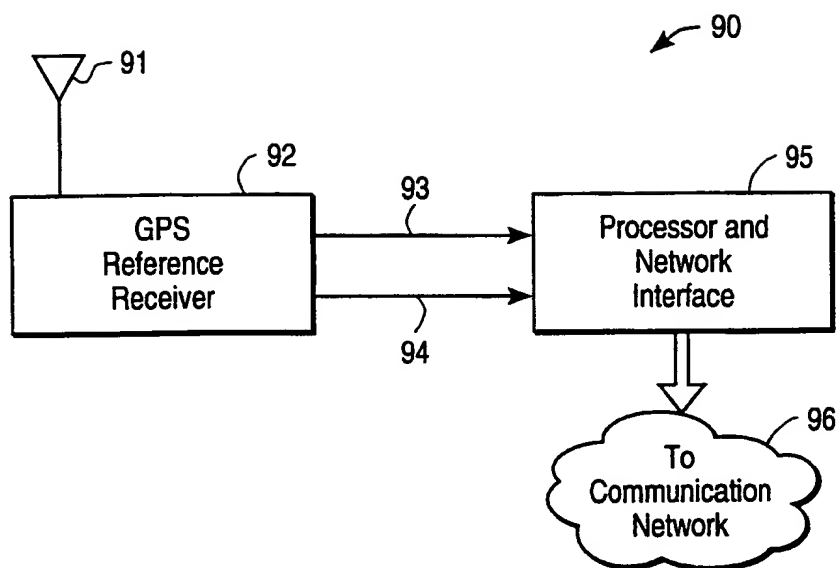 90
91
92
GPS
Reference
Receiver
93
94
95
Processor and
Network
Interface
96
To
Communication
Network